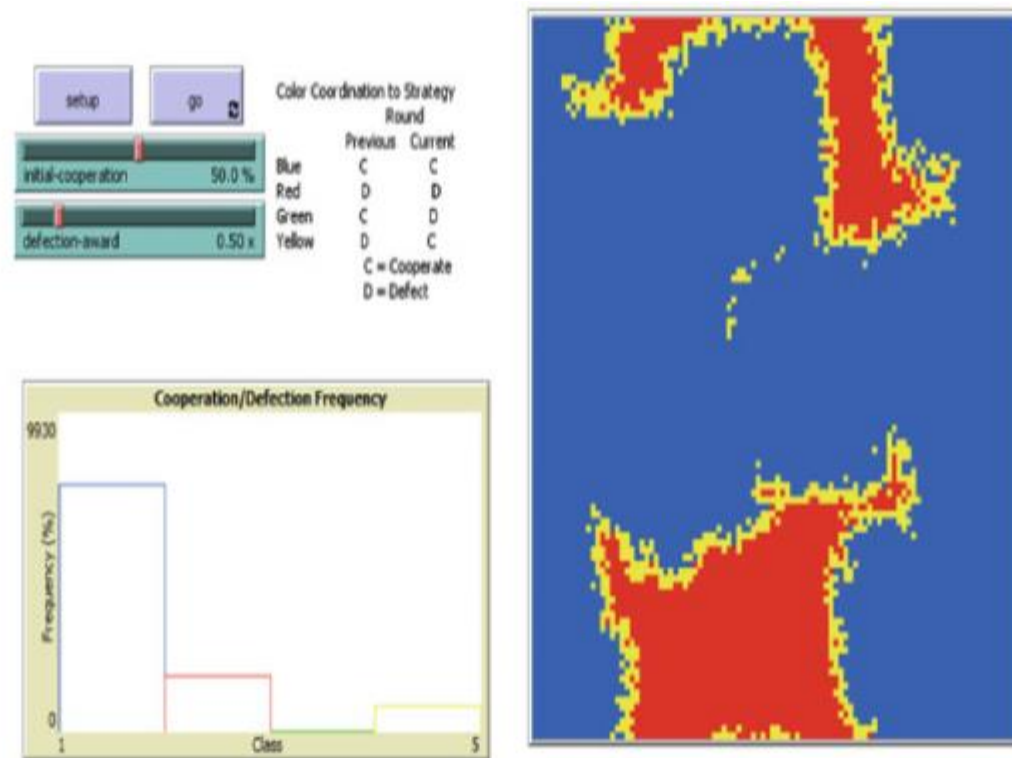 setup
go
initial-cooperation 50.0 %
defection-award 0.50 x
Color Coordination to Strategy
Round
Previous Current
Blue C C
Red D D
Green C D
Yellow D C
C = Cooperate
D = Defect
Cooperation/Defection Frequency
9930
Frequency (%)
0
1 Class 5